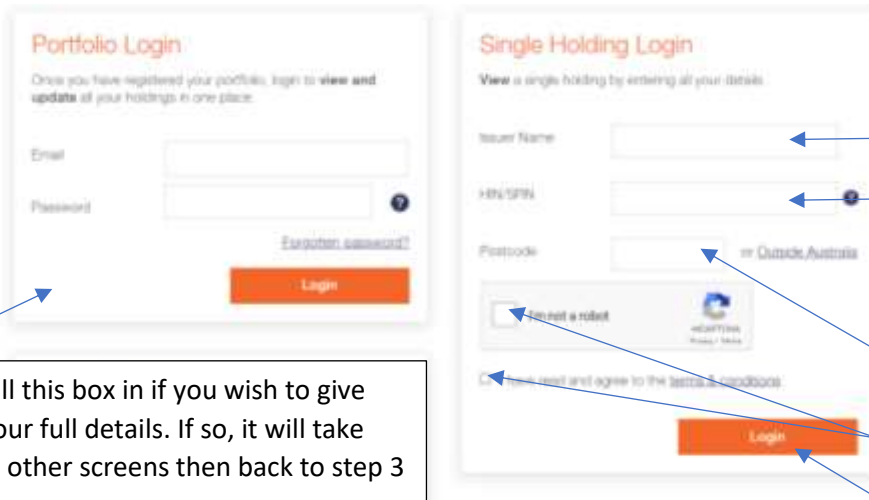 Portfolio Login
Once you have registered your portfolio, login to view and
update all your holdings in one place.
Email
Password
?
Forgotten password?
Login
ll this box in if you wish to give
our full details. If so, it will take
other screens then back to step 3
Single Holding Login
View a single holding by entering all your details.
Issuer Name
HIN/SRN
?
Postcode
or Outside Australia
I'm not a robot
reCAPTCHA
Privacy - Terms
I have read and agree to the terms & conditions
Login